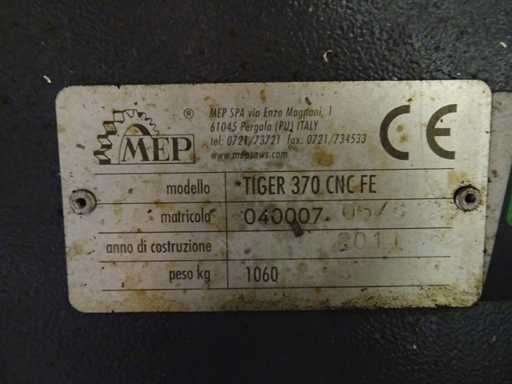 MEP
®
MEP SPA via Enzo Magnani, 1
61045 Pergola (PU) ITALY
tel: 0721/73721 fax: 0721/734533
www.mepsaws.com
CE
modello TIGER 370 CNC FE
matricola 040007
anno di costruzione 2011
peso kg 1060